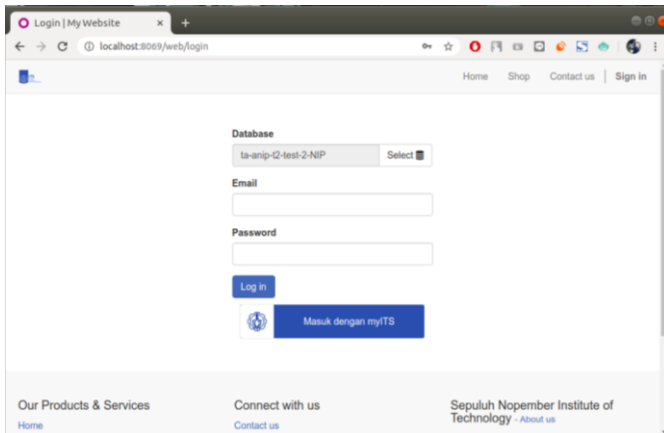 Login | My Website
localhost:8069/web/login
Home Shop Contact us Sign in
Database
ta-anip-t2-test-2-NIP Select
Email
Password
Log in
Masuk dengan myITS
Our Products & Services
Home
Connect with us
Contact us
Sepuluh Nopember Institute of
Technology - About us